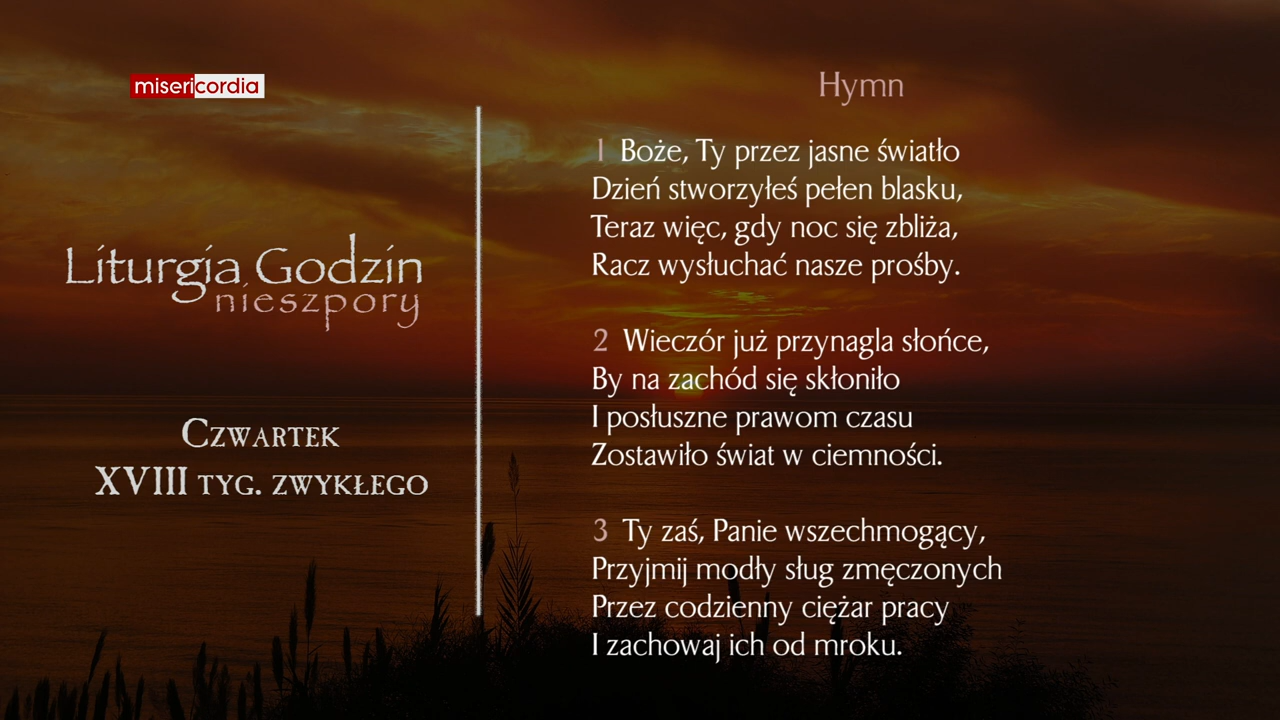 misericordia
Liturgia Godzin
nieszpory
Czwartek
XVIII tyg. zwykłego
Hymn
1 Boże, Ty przez jasne światło
Dzień stworzyłeś pełen blasku,
Teraz więc, gdy noc się zbliża,
Racz wysłuchać nasze prośby.
2 Wieczór już przynagla słońce,
By na zachód się skłoniło
I posłuszne prawom czasu
Zostawiło świat w ciemności.
3 Ty zaś, Panie wszechmogący,
Przyjmij modły sług zmęczonych
Przez codzienny ciężar pracy
I zachowaj ich od mroku.